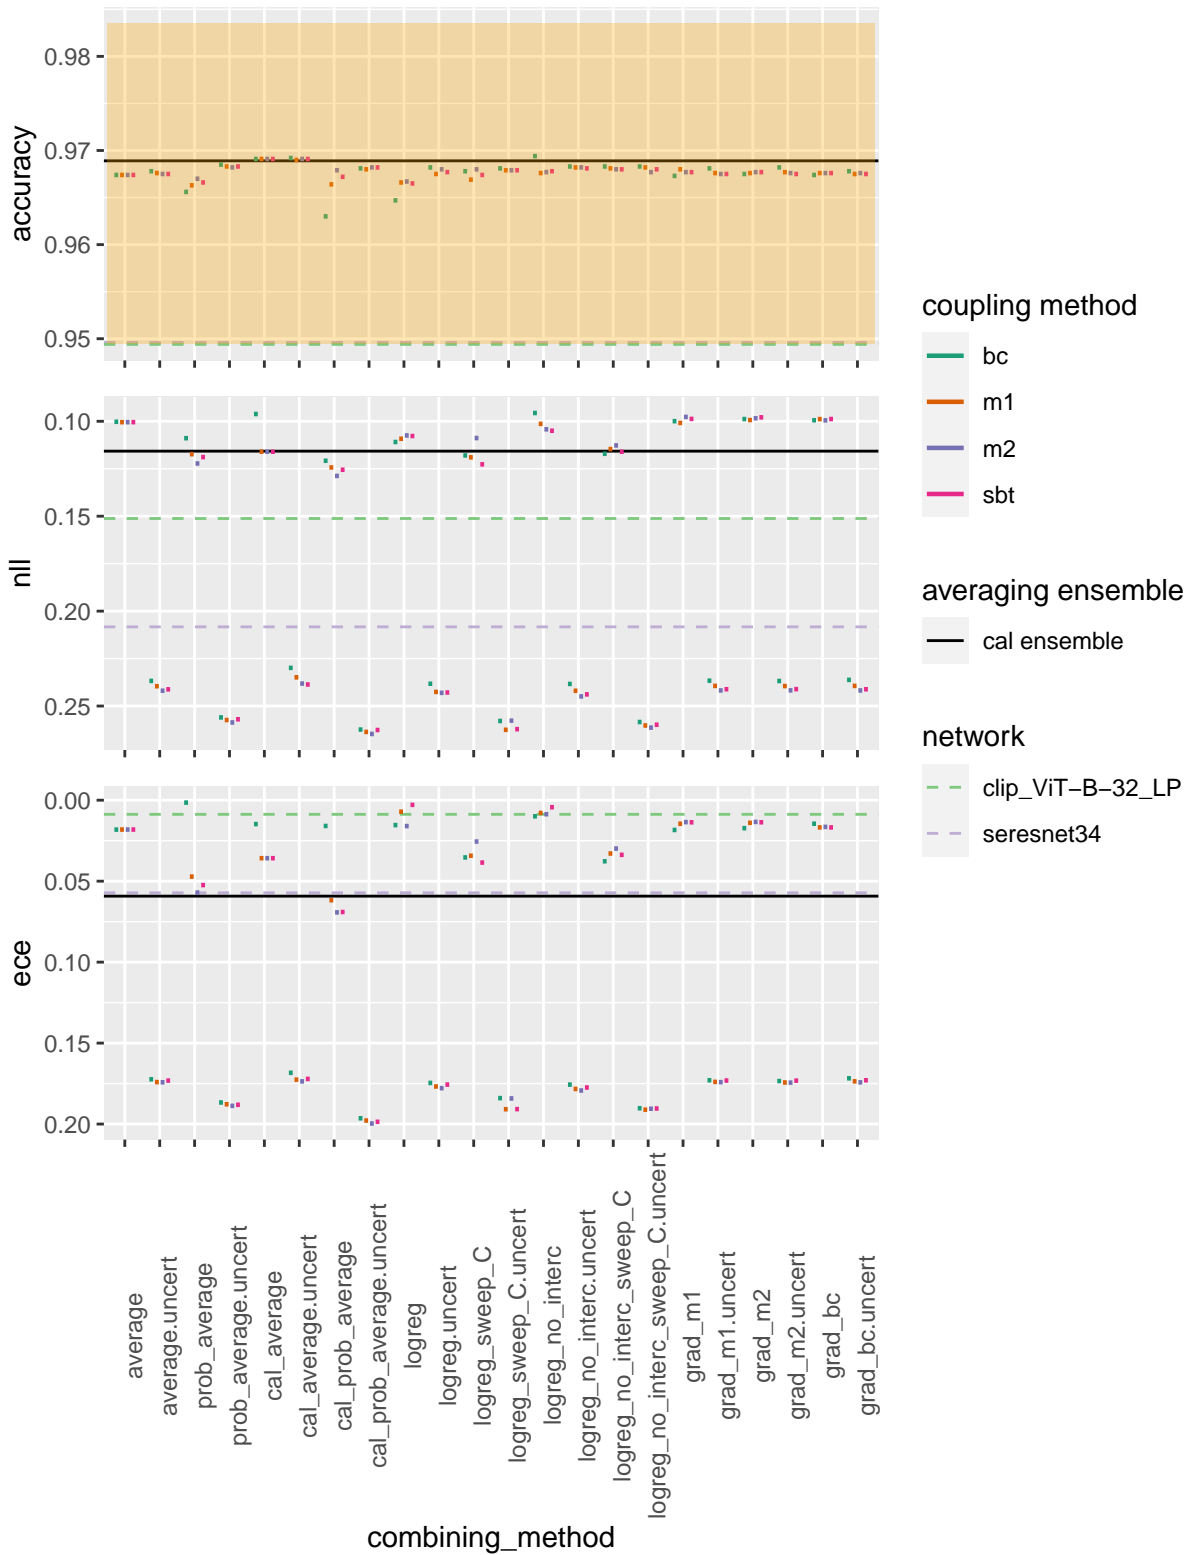 accuracy
0.98
0.97
0.96
0.95
nll
0.10
0.15
0.20
0.25
ece
0.00
0.05
0.10
0.15
0.20
average
average.uncert
prob_average
prob_average.uncert
cal_average
cal_average.uncert
cal_prob_average
cal_prob_average.uncert
logreg
logreg.uncert
logreg_sweep_C
logreg_sweep_C.uncert
logreg_no_interc
logreg_no_interc.uncert
logreg_no_interc_sweep_C
logreg_no_interc_sweep_C.uncert
grad_m1
grad_m1.uncert
grad_m2
grad_m2.uncert
grad_bc
grad_bc.uncert
combining_method
coupling method
bc
m1
m2
sbt
averaging ensemble
cal ensemble
network
clip_ViT−B−32_LP
seresnet34